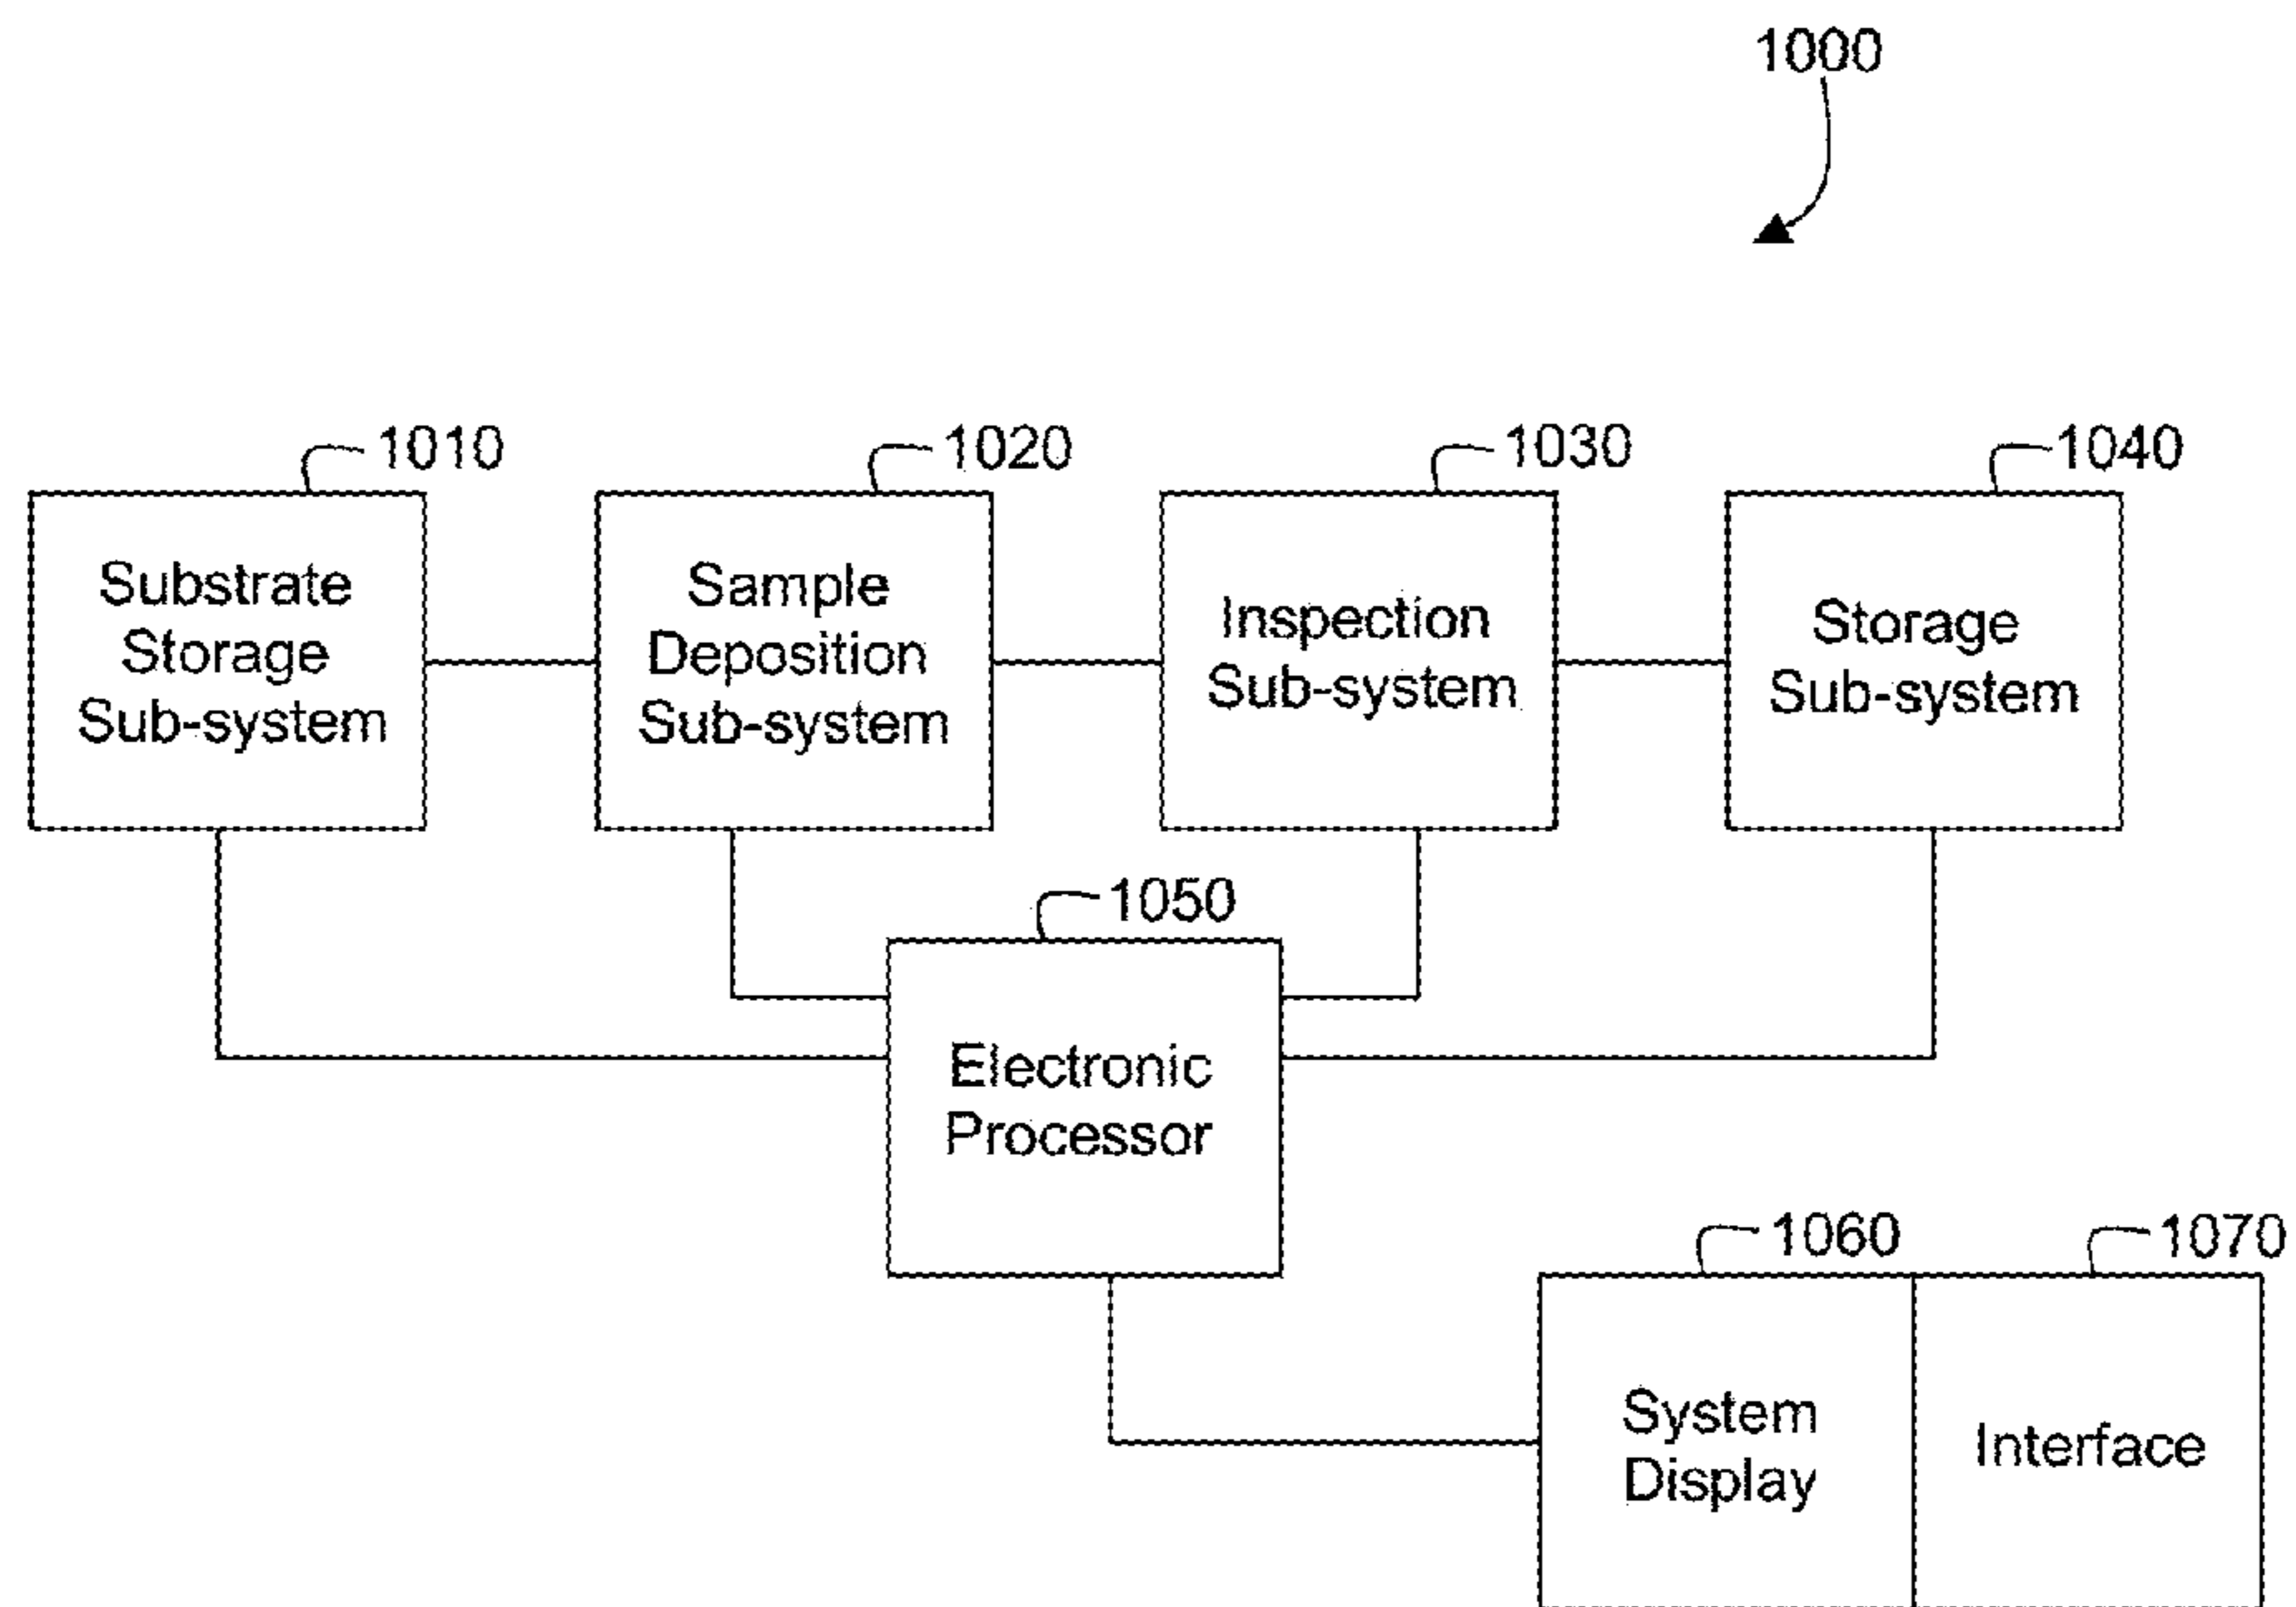 1000
1010
1020
1030
1040
Substrate
Storage
Sub-system
Sample
Deposition
Sub-system
Inspection
Sub-system
Storage
Sub-system
1050
Electronic
Processor
1060
1070
System
Display
Interface